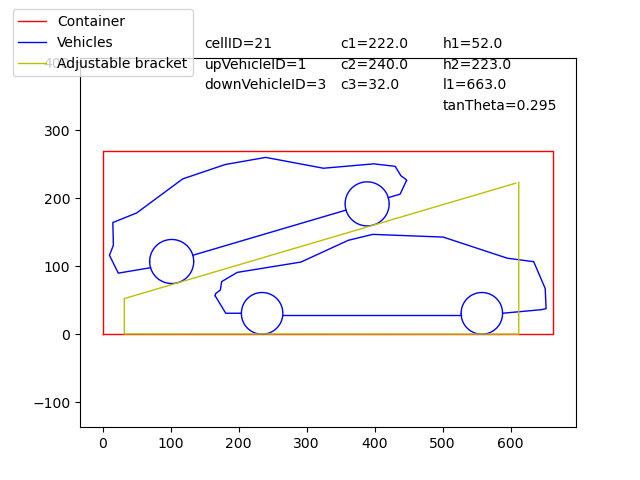 Container
Vehicles
Adjustable bracket
cellID=21
upVehicleID=1
downVehicleID=3
c1=222.0
c2=240.0
c3=32.0
h1=52.0
h2=223.0
l1=663.0
tanTheta=0.295
400
300
200
100
0
−100
0 100 200 300 400 500 600